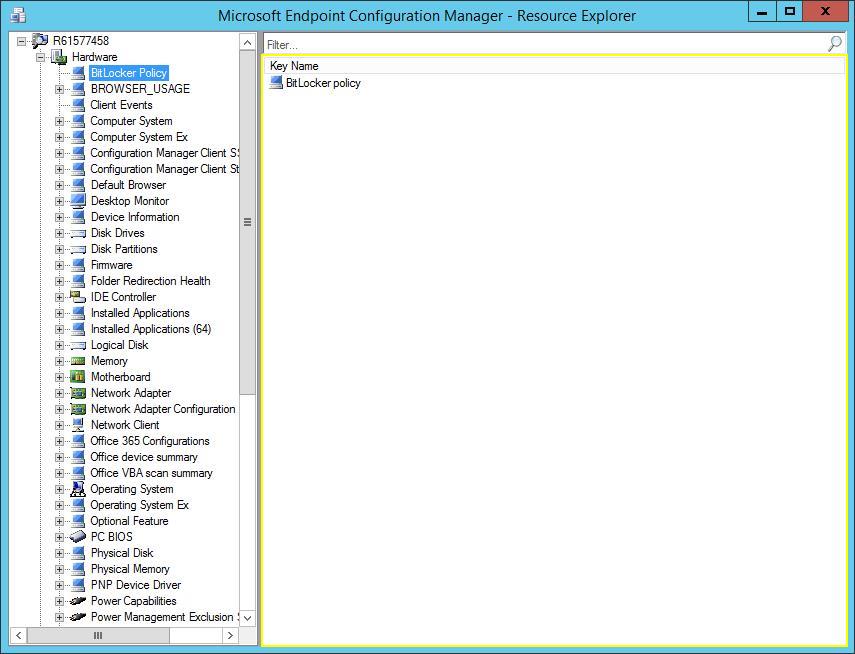 Microsoft Endpoint Configuration Manager - Resource Explorer
X
R61577458
Hardware
BitLocker Policy
BROWSER_USAGE
Client Events
Computer System
Computer System Ex
Configuration Manager Client
Configuration Manager Client
Default Browser
Desktop Monitor
Device Information
Disk Drives
Disk Partitions
Firmware
Folder Redirection Health
IDE Controller
Installed Applications
Installed Applications (64)
Logical Disk
Memory
Motherboard
Network Adapter
Network Adapter Configuration
Network Client
Office 365 Configurations
Office device summary
Office VBA scan summary
Operating System
Operating System Ex
Optional Feature
PC BIOS
Physical Disk
Physical Memory
PNP Device Driver
Power Capabilities
Power Management Exclusion
Filter...
Key Name
BitLocker policy